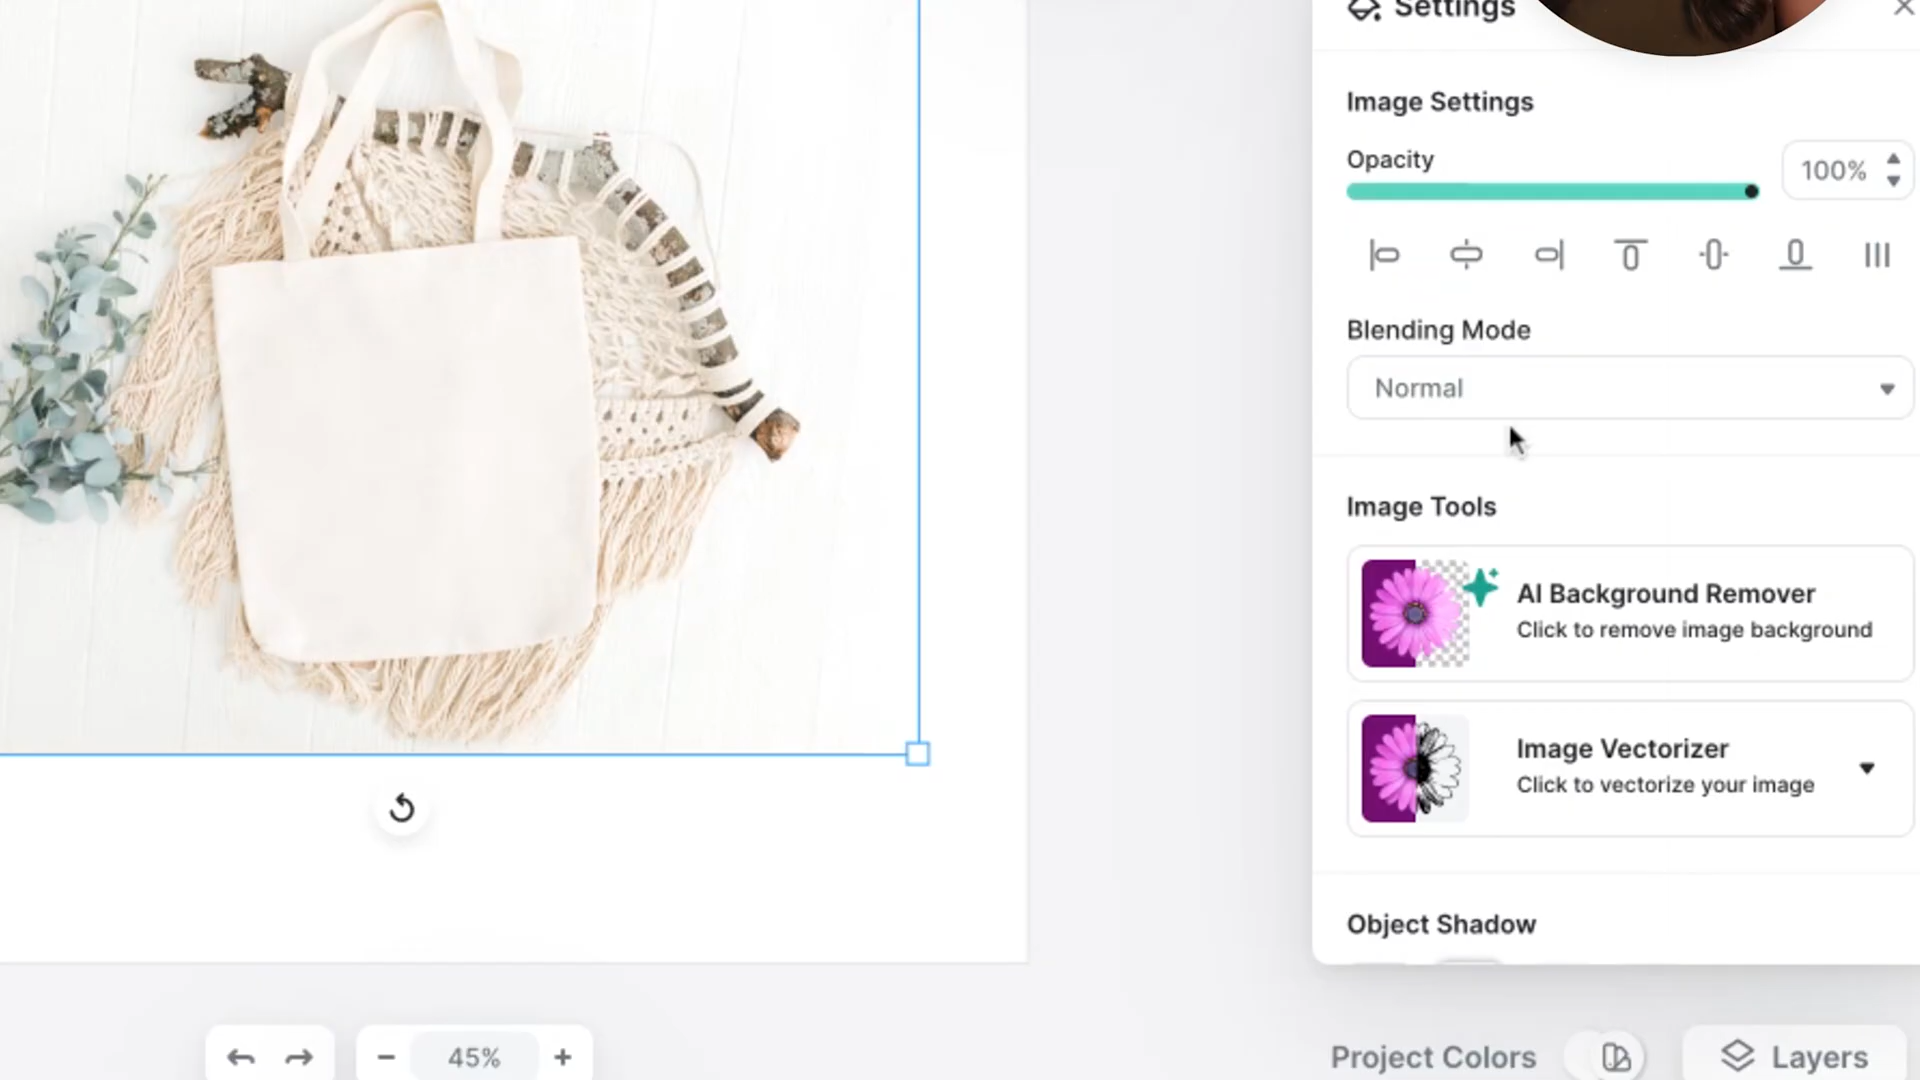 Settings
Image Settings
Opacity
100%
Blending Mode
Normal
Image Tools
AI Background Remover
Click to remove image background
Image Vectorizer
Click to vectorize your image
Object Shadow
45%
Project Colors
Layers